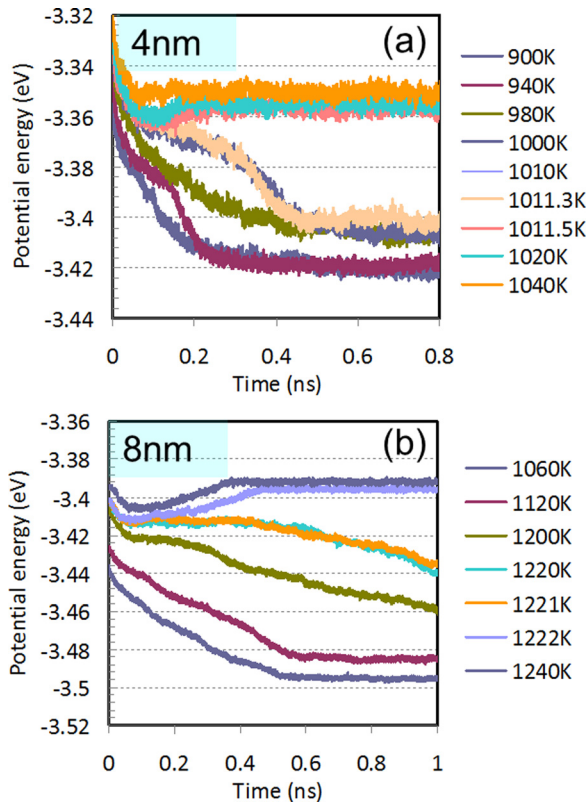 4nm
(a)
Potential energy (eV)
-3.32
-3.34
-3.36
-3.38
-3.4
-3.42
-3.44
0
0.2
0.4
0.6
0.8
Time (ns)
900K
940K
980K
1000K
1010K
1011.3K
1011.5K
1020K
1040K
8nm
(b)
Potential energy (eV)
-3.36
-3.38
-3.4
-3.42
-3.44
-3.46
-3.48
-3.5
-3.52
0
0.2
0.4
0.6
0.8
1
Time (ns)
1060K
1120K
1200K
1220K
1221K
1222K
1240K